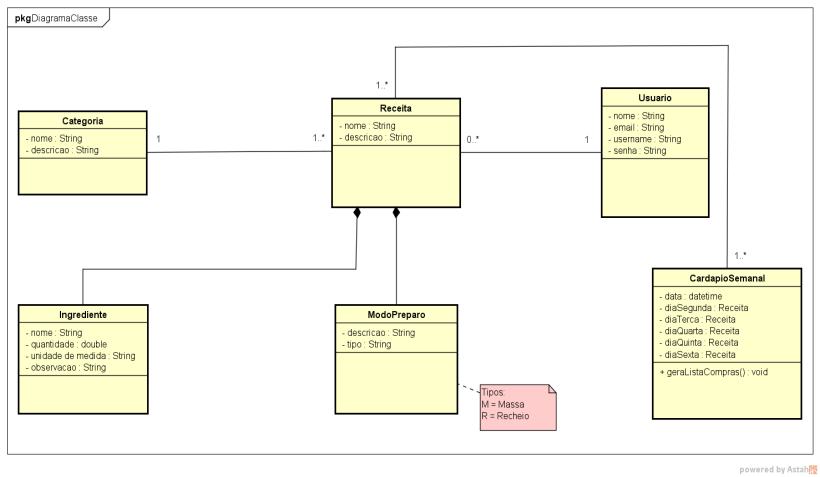 pkg DiagramaClasse
1..*
Categoria
- nome : String
- descricao : String
1
1..*
Receita
- nome : String
- descricao : String
0..*
1
Usuario
- nome : String
- email : String
- username : String
- senha : String
1..*
CardapioSemanal
- data : datetime
- diaSegunda : Receita
- diaTerca : Receita
- diaQuarta : Receita
- diaQuinta : Receita
- diaSexta : Receita
+ geraListaCompras() : void
Ingrediente
- nome : String
- quantidade : double
- unidade de medida : String
- observacao : String
ModoPreparo
- descricao : String
- tipo : String
Tipos:
M = Massa
R = Recheio
powered by Astah